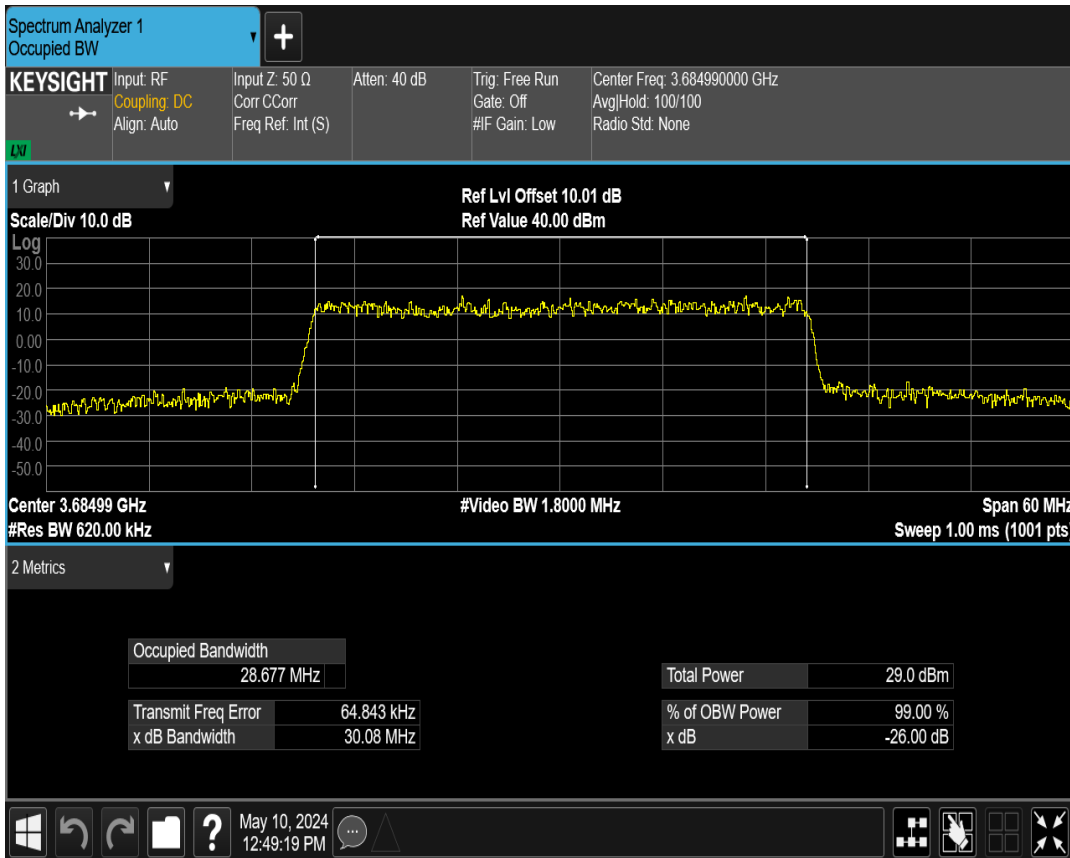 Spectrum Analyzer 1
Occupied BW
+
KEYSIGHT
LXI
Input: RF
Coupling: DC
Align: Auto
Input Z: 50 Ω
Corr CCorr
Freq Ref: Int (S)
Atten: 40 dB
Trig: Free Run
Gate: Off
#IF Gain: Low
Center Freq: 3.684990000 GHz
Avg|Hold: 100/100
Radio Std: None
1 Graph
Scale/Div 10.0 dB
Ref Lvl Offset 10.01 dB
Ref Value 40.00 dBm
Log
30.0
20.0
10.0
0.00
-10.0
-20.0
-30.0
-40.0
-50.0
Center 3.68499 GHz
#Res BW 620.00 kHz
#Video BW 1.8000 MHz
Span 60 MHz
Sweep 1.00 ms (1001 pts)
2 Metrics
Occupied Bandwidth
28.677 MHz
Transmit Freq Error 64.843 kHz
x dB Bandwidth 30.08 MHz
Total Power 29.0 dBm
% of OBW Power 99.00 %
x dB -26.00 dB
?
May 10, 2024
12:49:19 PM